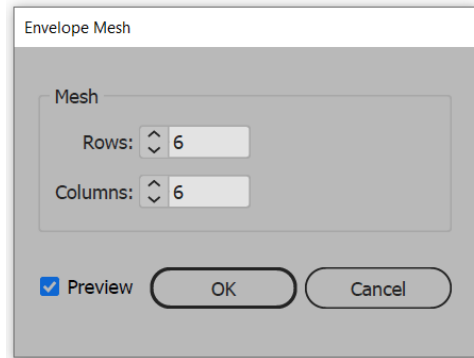 Envelope Mesh
Mesh
Rows: 6
Columns: 6
Preview OK Cancel